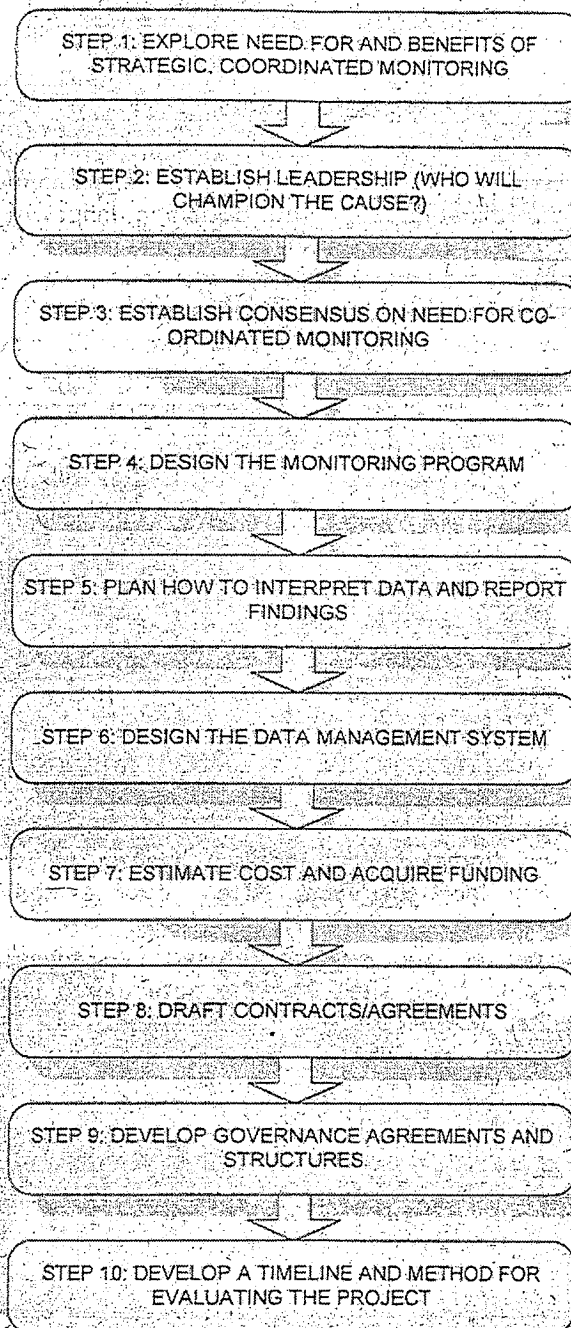 STEP 1: EXPLORE NEED FOR AND BENEFITS OF
STRATEGIC, COORDINATED MONITORING
STEP 2: ESTABLISH LEADERSHIP (WHO WILL
CHAMPION THE CAUSE?)
STEP 3: ESTABLISH CONSENSUS ON NEED FOR CO-
ORDINATED MONITORING
STEP 4: DESIGN THE MONITORING PROGRAM
STEP 5: PLAN HOW TO INTERPRET DATA AND REPORT
FINDINGS
STEP 6: DESIGN THE DATA MANAGEMENT SYSTEM
STEP 7: ESTIMATE COST AND ACQUIRE FUNDING
STEP 8: DRAFT CONTRACTS/AGREEMENTS
STEP 9: DEVELOP GOVERNANCE AGREEMENTS AND
STRUCTURES
STEP 10: DEVELOP A TIMELINE AND METHOD FOR
EVALUATING THE PROJECT